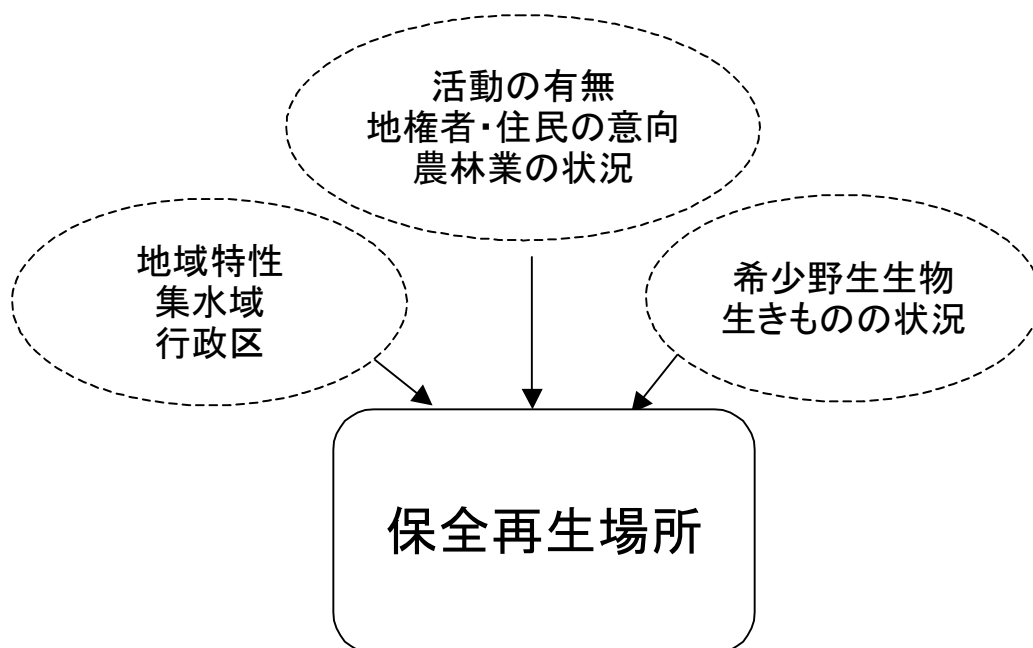 活動の有無
地権者・住民の意向
農林業の状況
地域特性
集水域
行政区
希少野生生物
生きものの状況
保全再生場所